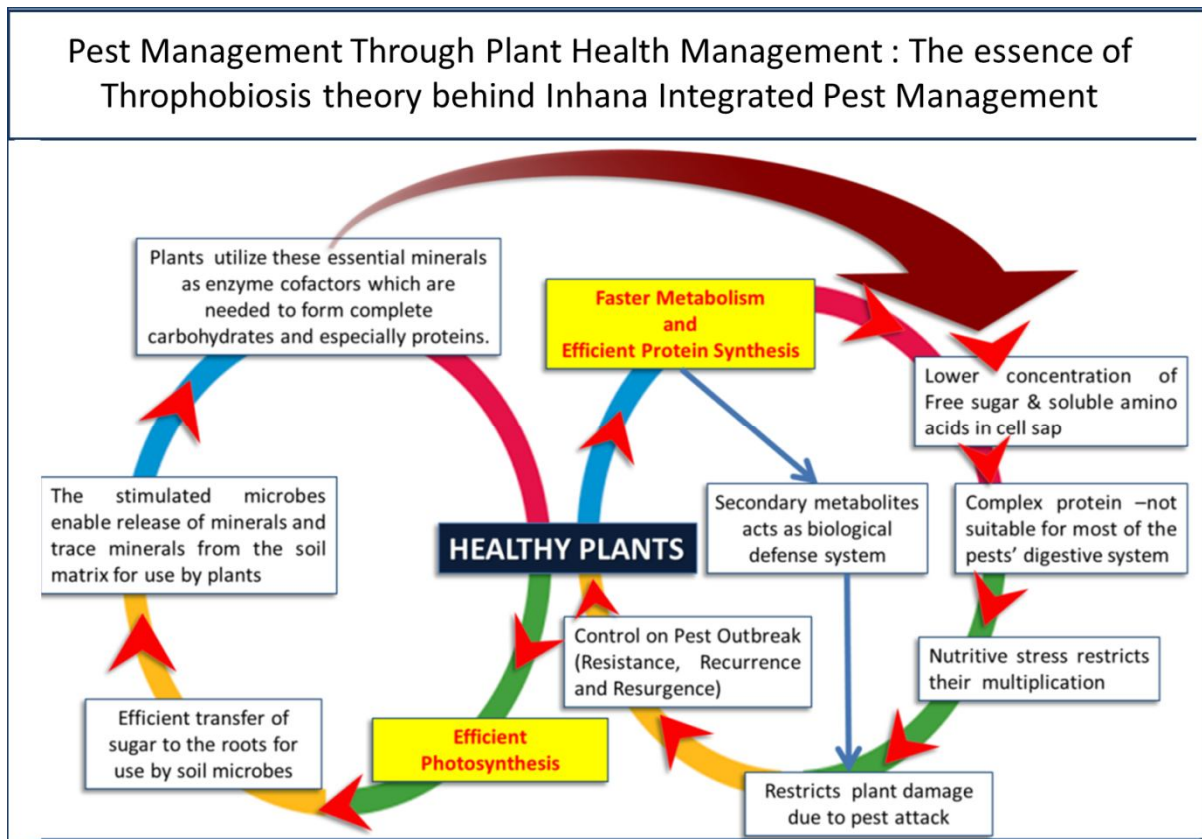 Pest Management Through Plant Health Management : The essence of
Throphobiosis theory behind Inhana Integrated Pest Management
Plants utilize these essential minerals
as enzyme cofactors which are
needed to form complete
carbohydrates and especially proteins.
Faster Metabolism
and
Efficient Protein Synthesis
Lower concentration of
Free sugar & soluble amino
acids in cell sap
The stimulated microbes
enable release of minerals and
trace minerals from the soil
matrix for use by plants
HEALTHY PLANTS
Secondary metabolites
acts as biological
defense system
Complex protein –not
suitable for most of the
pests’ digestive system
Control on Pest Outbreak
(Resistance, Recurrence
and Resurgence)
Nutritive stress restricts
their multiplication
Efficient transfer of
sugar to the roots for
use by soil microbes
Efficient
Photosynthesis
Restricts plant damage
due to pest attack